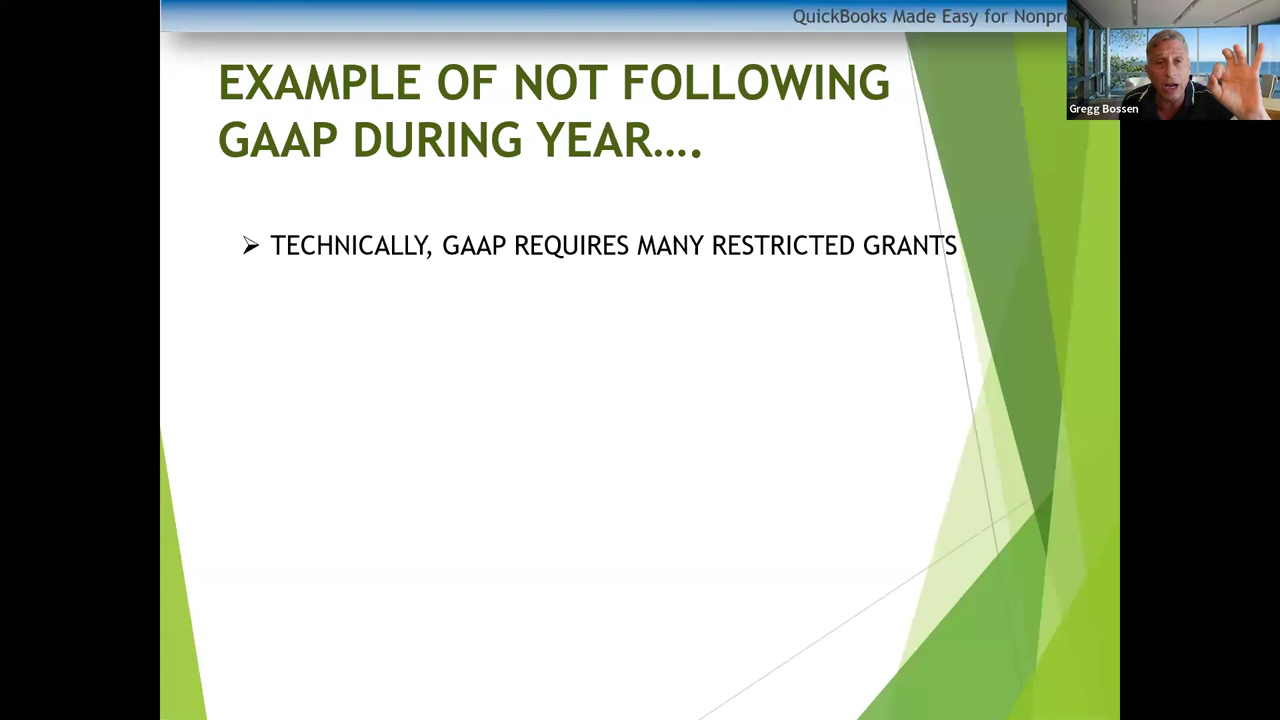 QuickBooks Made Easy for Nonpro
Gregg Bossen
EXAMPLE OF NOT FOLLOWING
GAAP DURING YEAR....
➢ TECHNICALLY, GAAP REQUIRES MANY RESTRICTED GRANTS